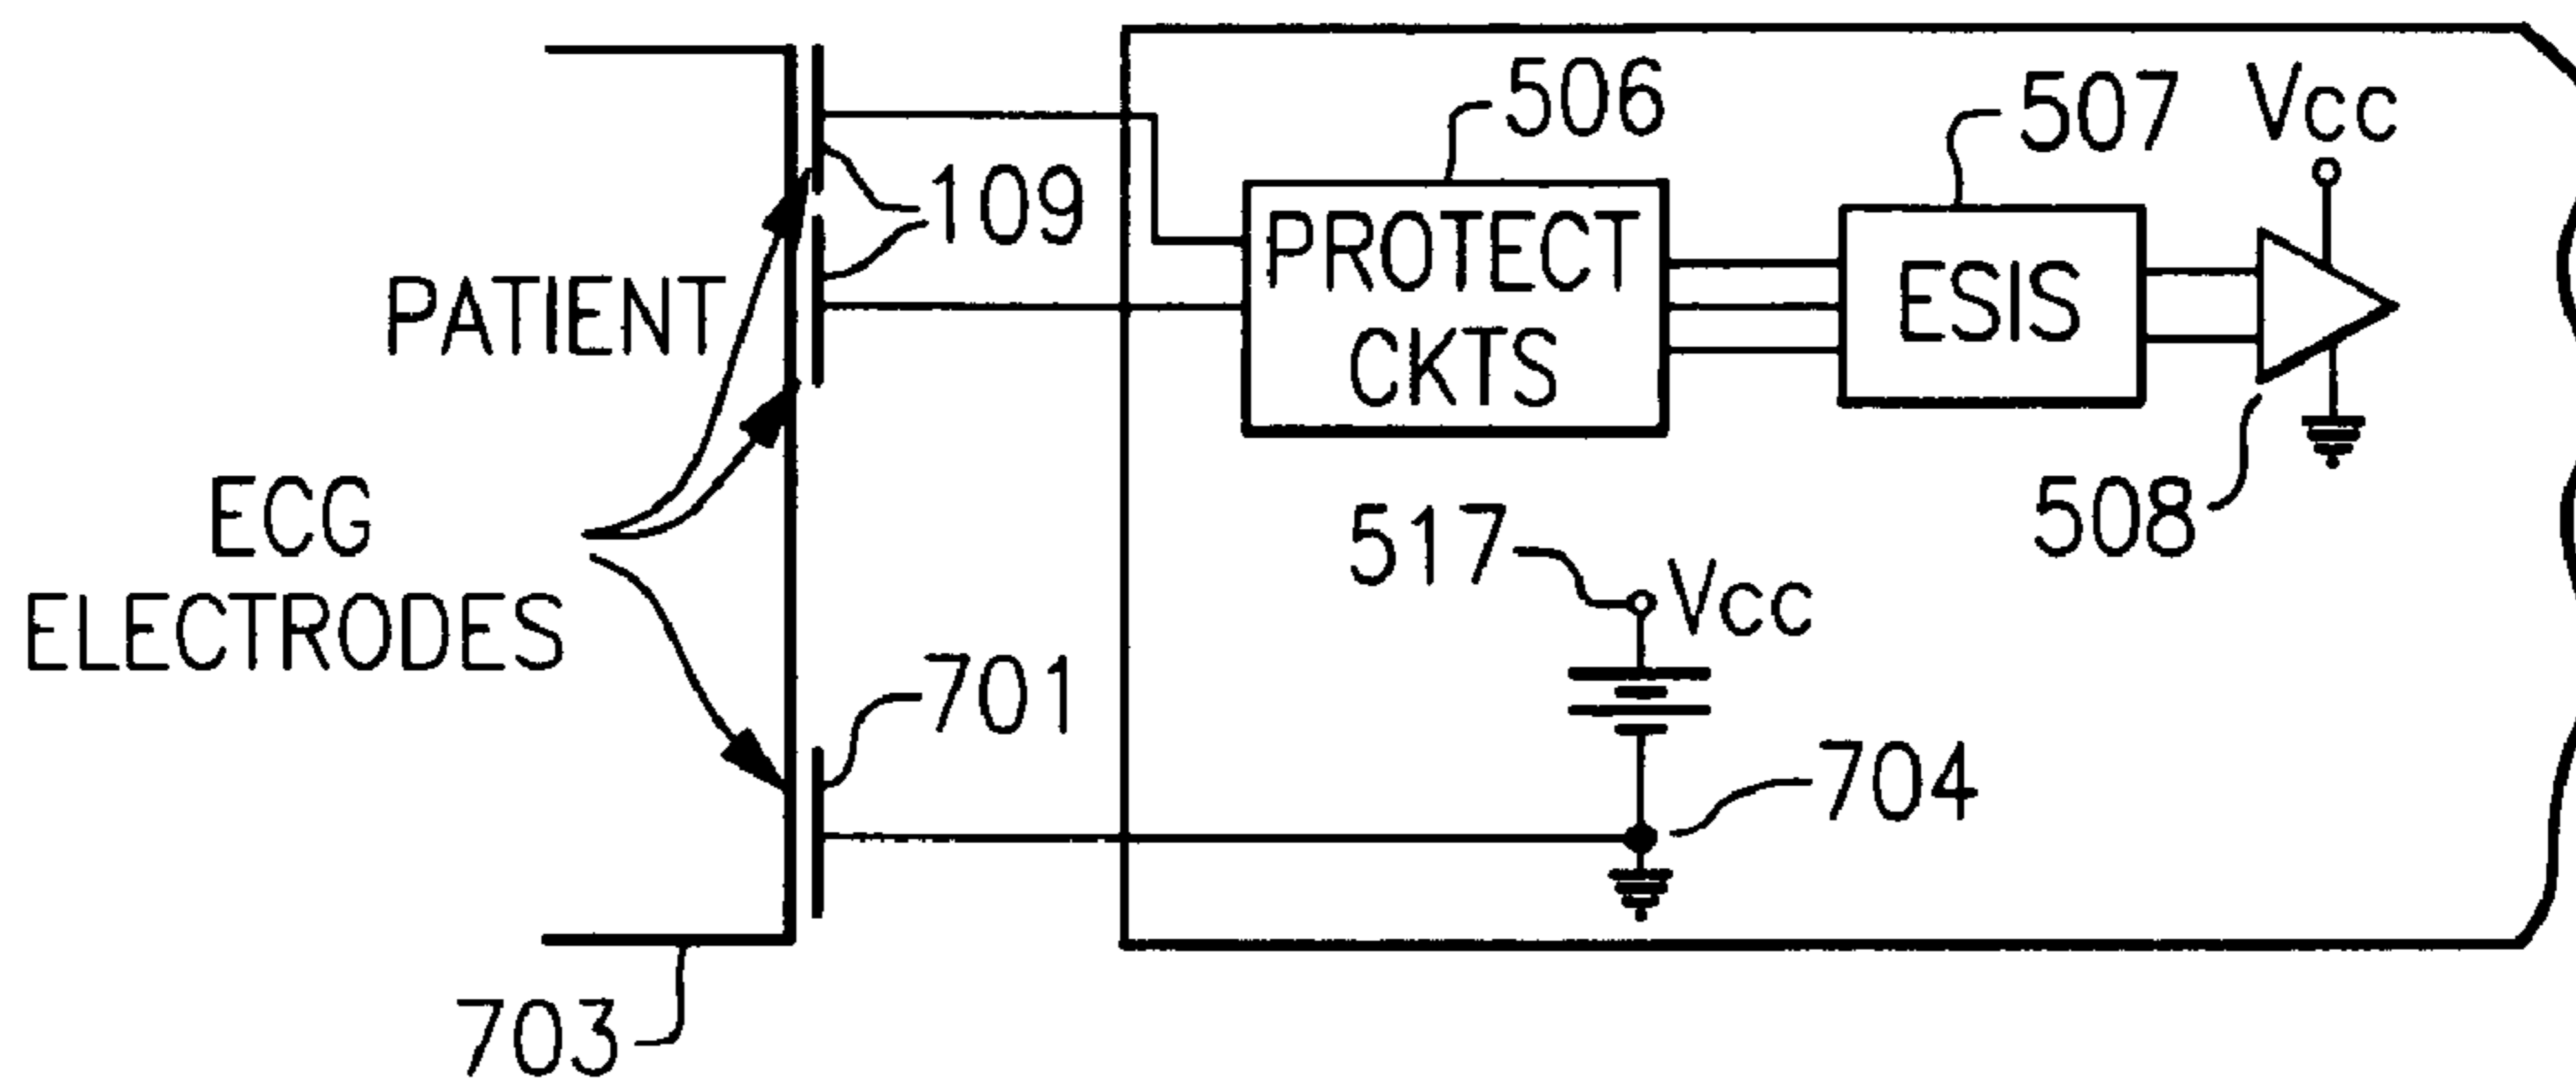 506
507
Vcc
109
PROTECT
CKTS
ESIS
PATIENT
508
ECG
ELECTRODES
517
Vcc
701
704
703